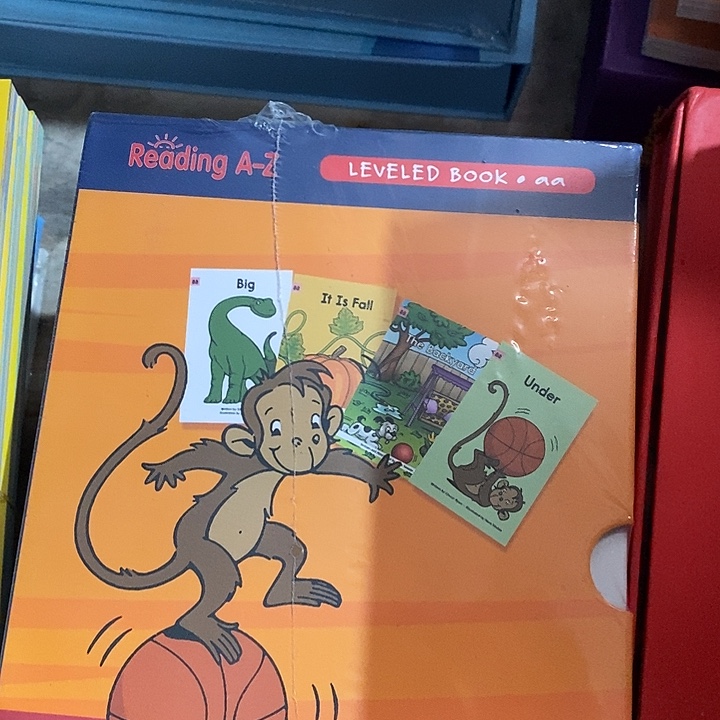 Reading A-Z
LEVELED BOOK • aa
Big
It Is Fall
The Backyard
Under